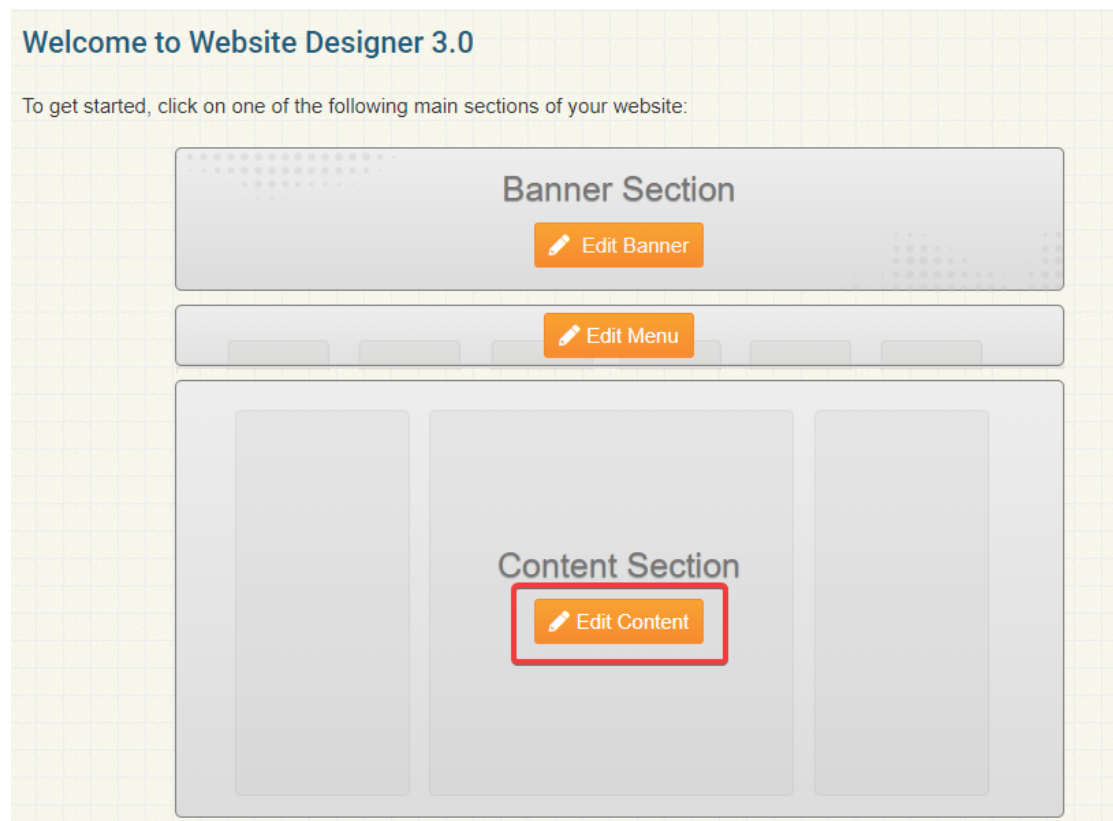 Welcome to Website Designer 3.0
To get started, click on one of the following main sections of your website:
Banner Section
Edit Banner
Edit Menu
Content Section
Edit Content